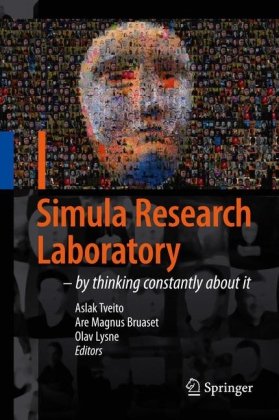 Simula Research
Laboratory
– by thinking constantly about it
Aslak Tveito
Are Magnus Bruaset
Olav Lysne
Editors
Springer